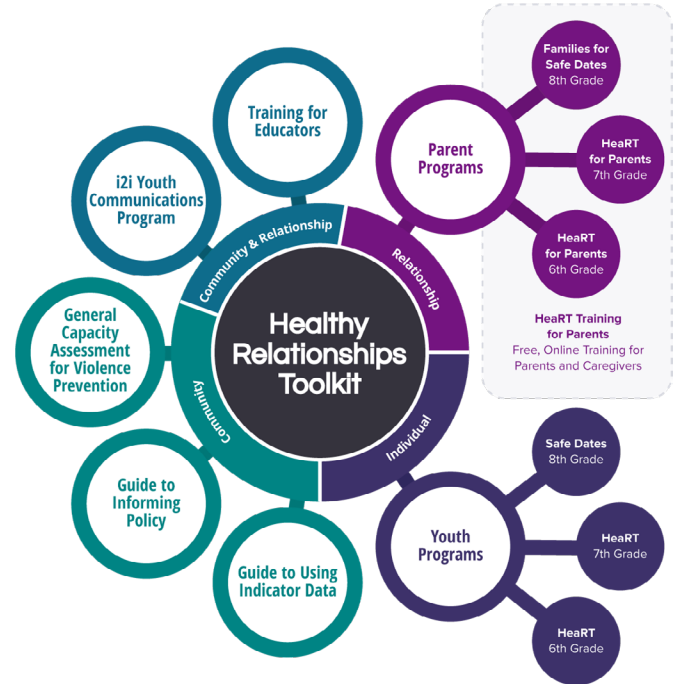 Healthy
Relationships
Toolkit
Community & Relationship
Relationship
Individual
Community
Training for
Educators
i2i Youth
Communications
Program
General
Capacity
Assessment
for Violence
Prevention
Guide to
Informing
Policy
Guide to Using
Indicator Data
Parent
Programs
Families for
Safe Dates
8th Grade
HeaRT
for Parents
7th Grade
HeaRT
for Parents
6th Grade
HeaRT Training
for Parents
Free, Online Training for
Parents and Caregivers
Youth
Programs
Safe Dates
8th Grade
HeaRT
7th Grade
HeaRT
6th Grade